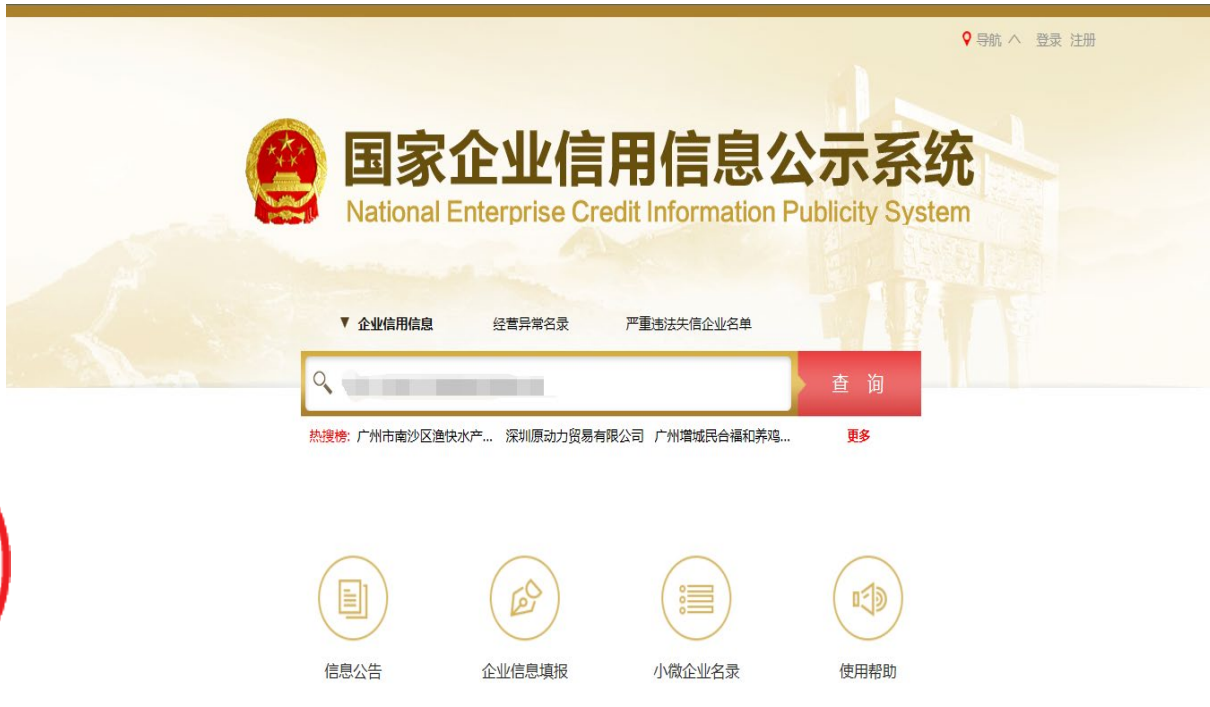 导航 登录 注册
国家企业信用信息公示系统
National Enterprise Credit Information Publicity System
企业信用信息 经营异常名录 严重违法失信企业名单
查 询
热搜榜: 广州市南沙区渔快水产... 深圳原动力贸易有限公司 广州增城民合福和养鸡... 更多
信息公告 企业信息填报 小微企业名录 使用帮助